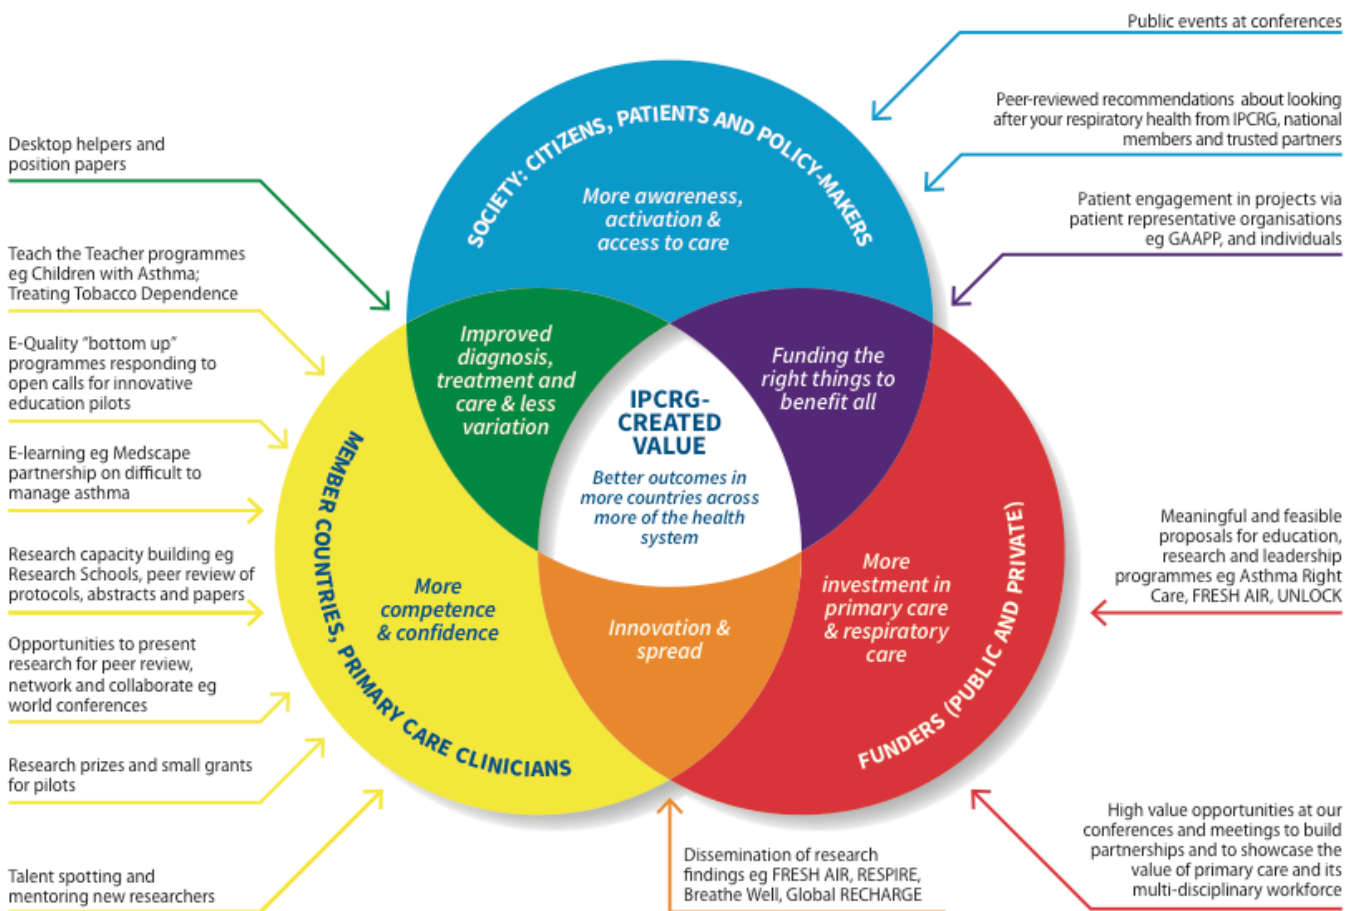 Public events at conferences
Peer-reviewed recommendations about looking
after your respiratory health from IPCRG, national
members and trusted partners
Patient engagement in projects via
patient representative organisations
eg GAAPP, and individuals
Desktop helpers and
position papers
Teach the Teacher programmes
eg Children with Asthma;
Treating Tobacco Dependence
E-Quality "bottom up"
programmes responding to
open calls for innovative
education pilots
E-learning eg Medscape
partnership on difficult to
manage asthma
Research capacity building eg
Research Schools, peer review of
protocols, abstracts and papers
Opportunities to present
research for peer review,
network and collaborate eg
world conferences
Research prizes and small grants
for pilots
Talent spotting and
mentoring new researchers
SOCIETY: CITIZENS, PATIENTS AND POLICY-MAKERS
More awareness,
activation &
access to care
Improved
diagnosis,
treatment and
care & less
variation
Funding the
right things to
benefit all
IPCRG-
CREATED
VALUE
Better outcomes in
more countries across
more of the health
system
MEMBER COUNTRIES, PRIMARY CARE CLINICIANS
More
competence
& confidence
Innovation &
spread
More
investment in
primary care
& respiratory
care
FUNDERS (PUBLIC AND PRIVATE)
Meaningful and feasible
proposals for education,
research and leadership
programmes eg Asthma Right
Care, FRESH AIR, UNLOCK
Dissemination of research
findings eg FRESH AIR, RESPIRE,
Breathe Well, Global RECHARGE
High value opportunities at our
conferences and meetings to build
partnerships and to showcase the
value of primary care and its
multi-disciplinary workforce